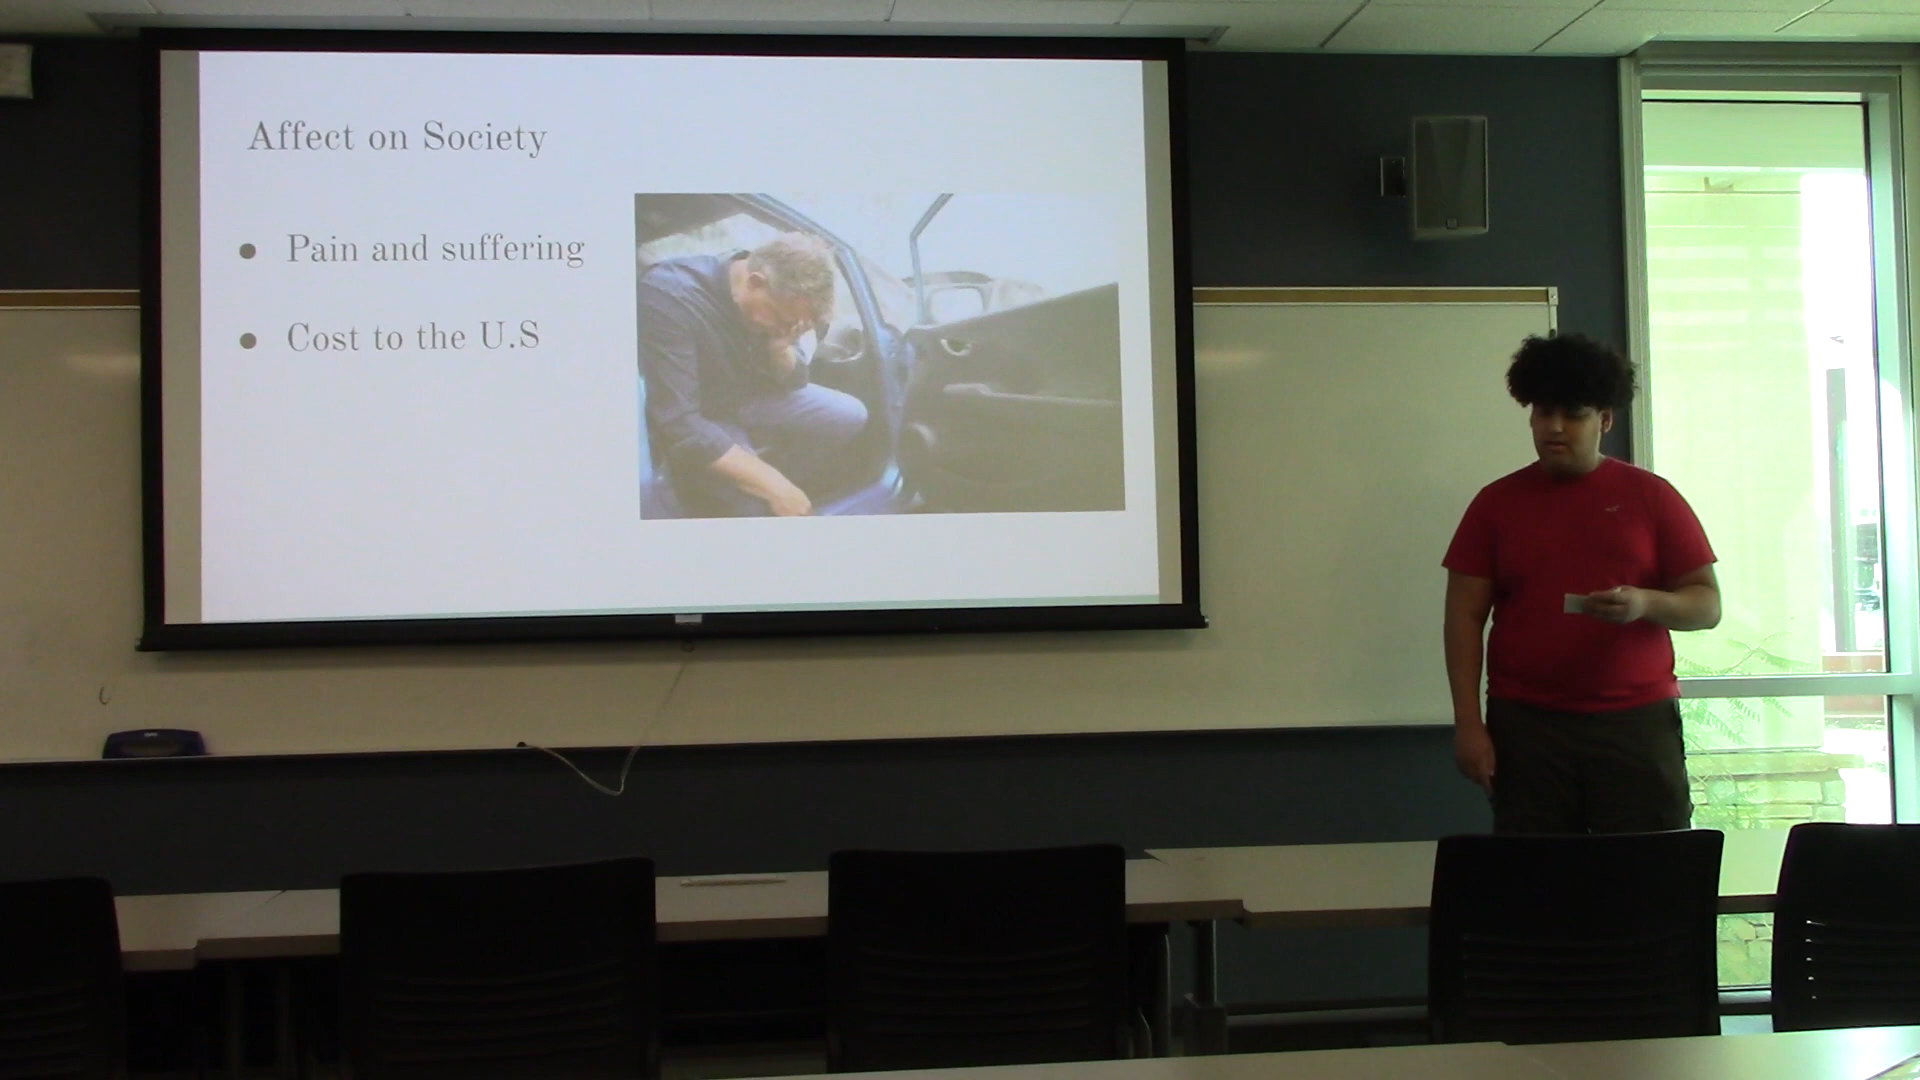 Affect on Society
● Pain and suffering
● Cost to the U.S